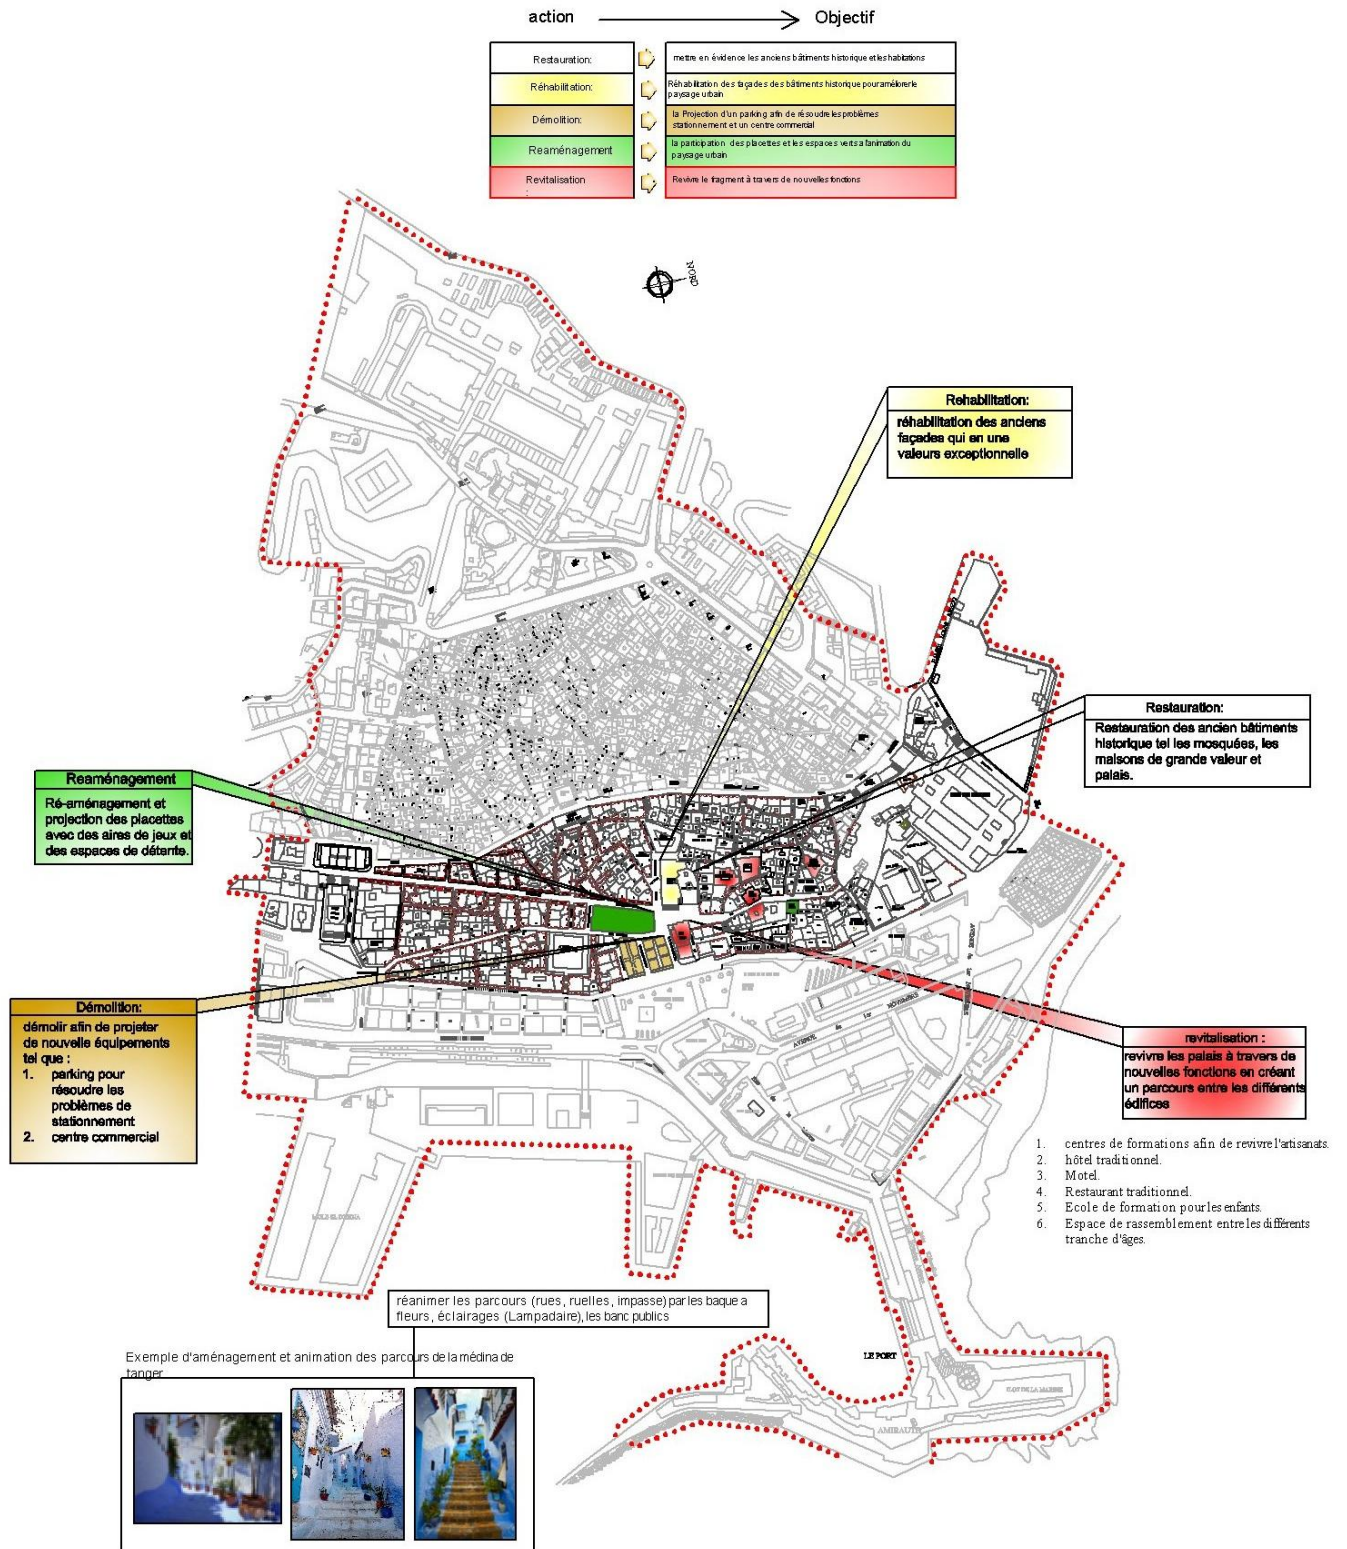 action
Objectif
Restauration:
mettre en évidence les anciens bâtiments historique et les habitations
Réhabilitation:
Réhabilitation des façades des bâtiments historique pour améliorer le
paysage urbain
Démolition:
la Projection d'un parking afin de résoudre les problèmes
stationnement et un centre commercial
Reaménagement
la participation des placettes et les espaces verts a l'animation du
paysage urbain
Revitalisation
:
Revivre le fragment à travers de nouvelles fonctions
NORD
Rehabilitation:
réhabilitation des anciens
façades qui en une
valeurs exceptionnelle
Restauration:
Restauration des ancien bâtiments
historique tel les mosquées, les
maisons de grande valeur et
palais.
Reaménagement
Ré-aménagement et
projection des placettes
avec des aires de jeux et
des espaces de détente.
Démolition:
démolir afin de projeter
de nouvelle équipements
tel que :
1. parking pour
résoudre les
problèmes de
stationnement
2. centre commercial
revitalisation :
revivre les palais à travers de
nouvelles fonctions en créant
un parcours entre les différents
édifices
1. centres de formations afin de revivre l'artisanats.
2. hôtel traditionnel.
3. Motel.
4. Restaurant traditionnel.
5. Ecole de formation pour les enfants.
6. Espace de rassemblement entre les différents
tranche d'âges.
AVENUE
NOVEMBRE
LE PORT
ILOT DE LA MARINE
AMIRAUTE
réanimer les parcours (rues, ruelles, impasse) par les baque a
fleurs, éclairages (Lampadaire), les banc publics
Exemple d'aménagement et animation des parcours de la médina de
tanger